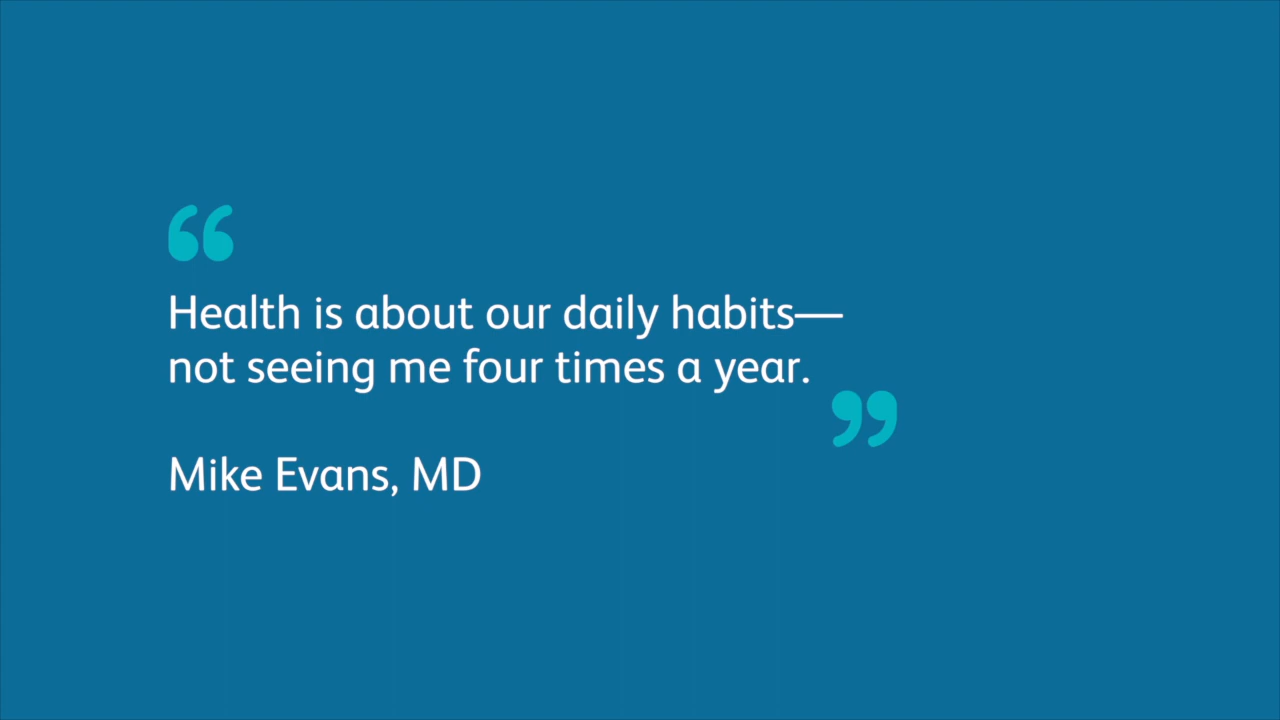 “
Health is about our daily habits—
not seeing me four times a year.
”
Mike Evans, MD